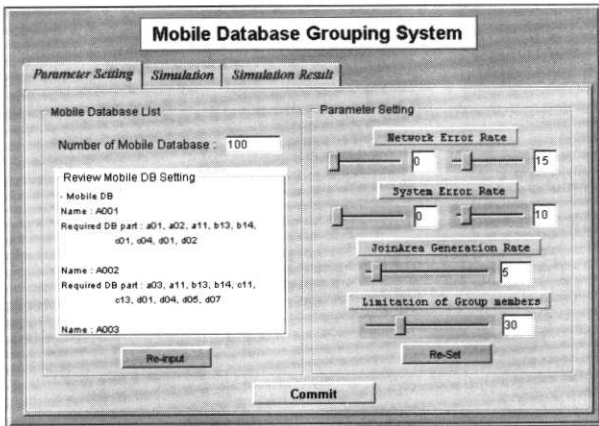 Mobile Database Grouping System
Parameter Setting
Simulation
Simulation Result
Mobile Database List
Number of Mobile Database : 100
Review Mobile DB Setting
- Mobile DB
Name : A001
Required DB part : a01, a02, a11, b13, b14,
c01, c04, d01, d02
Name : A002
Required DB part : a03, a11, b13, b14, c11,
c13, d01, d04, d05, d07
Name : A003
Re-input
Parameter Setting
Network Error Rate
0
15
System Error Rate
0
10
JoinArea Generation Rate
5
Limitation of Group members
30
Re-Set
Commit